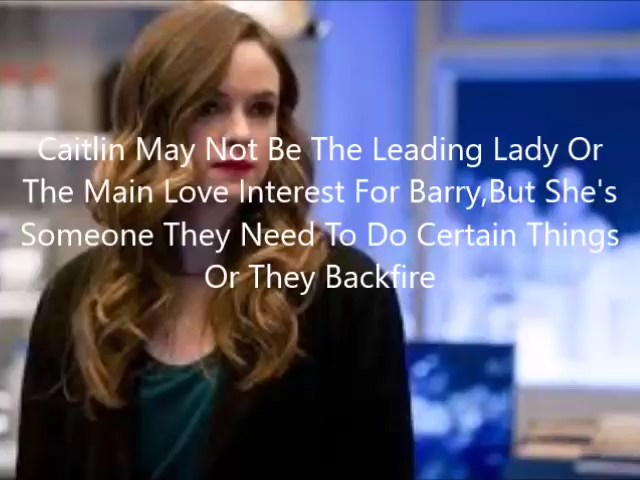 Caitlin May Not Be The Leading Lady Or
The Main Love Interest For Barry,But She's
Someone They Need To Do Certain Things
Or They Backfire